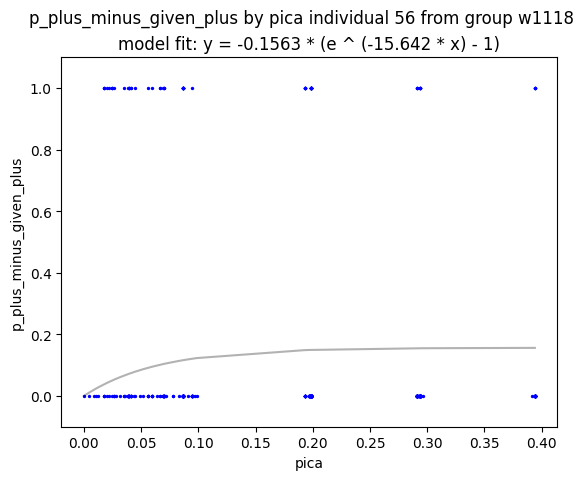 p_plus_minus_given_plus by pica individual 56 from group w1118
model fit: y = -0.1563 * (e ^ (-15.642 * x) - 1)
1.0
0.8
0.6
0.4
0.2
0.0
p_plus_minus_given_plus
0.00 0.05 0.10 0.15 0.20 0.25 0.30 0.35 0.40
pica